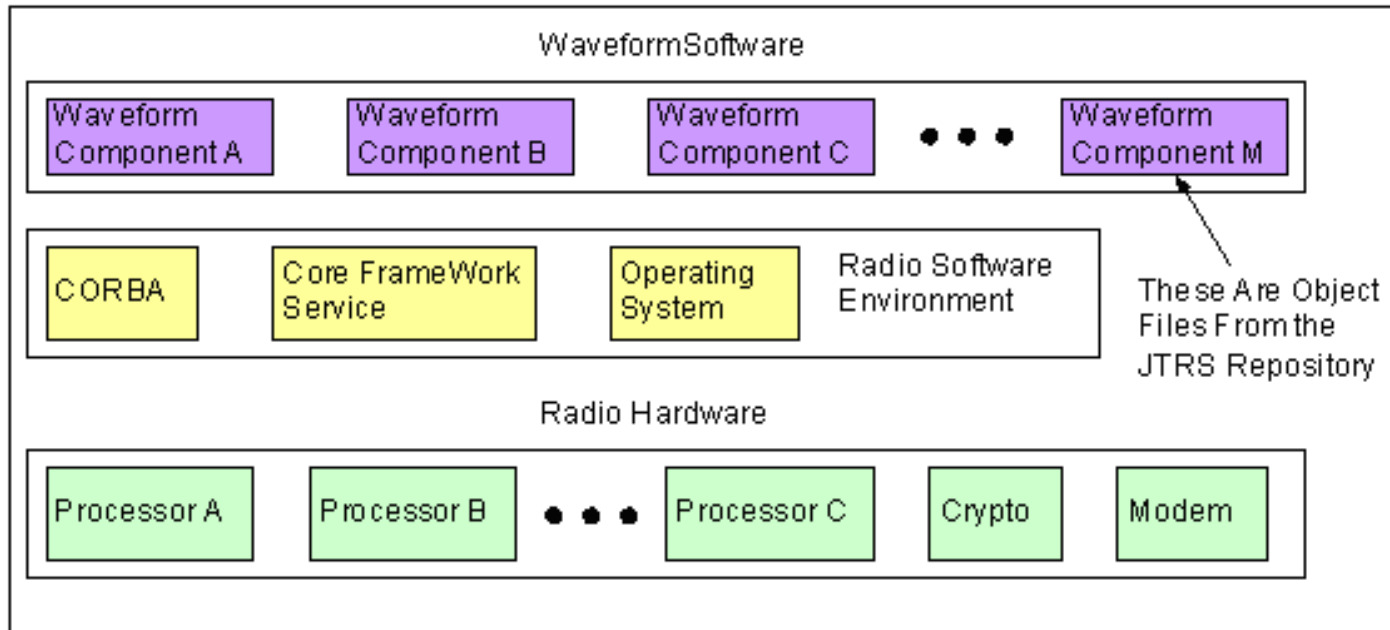 WaveformSoftware
Waveform
Component A
Waveform
Component B
Waveform
Component C
Waveform
Component M
CORBA
Core FrameWork
Service
Operating
System
Radio Software
Environment
These Are Object
Files From the
JTRS Repository
Radio Hardware
Processor A
Processor B
Processor C
Crypto
Modem